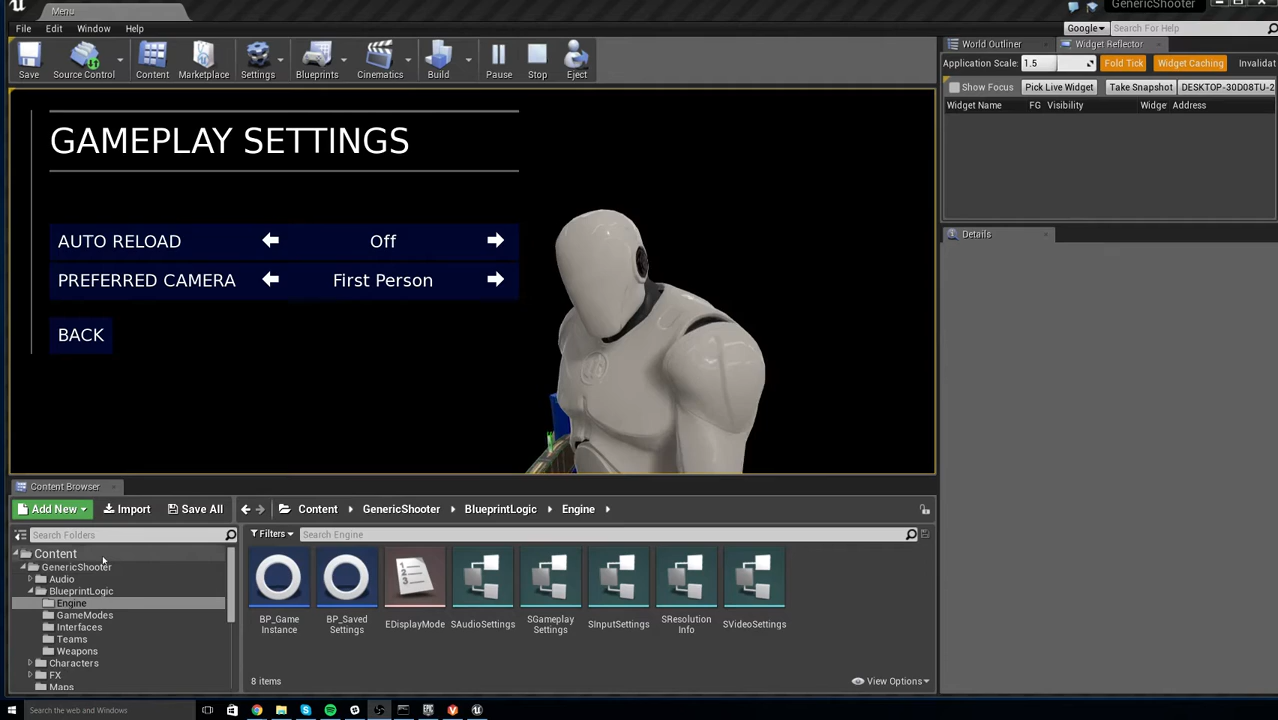 Menu
GenericShooter
File Edit Window Help
Google
Search For Help
Save Source Control Content Marketplace Settings Blueprints Cinematics Build Pause Stop Eject
World Outliner Widget Reflector
Application Scale: 1.5 Fold Tick Widget Caching Invalidat
Show Focus Pick Live Widget Take Snapshot DESKTOP-30D08TU-2
Widget Name FG Visibility Widge Address
GAMEPLAY SETTINGS
AUTO RELOAD Off
PREFERRED CAMERA First Person
BACK
Details
Content Browser
Add New Import Save All Content GenericShooter BlueprintLogic Engine
Search Folders
Filters Search Engine
Content
GenericShooter
Audio
BlueprintLogic
Engine
GameModes
Interfaces
Teams
Weapons
Characters
FX
Maps
BP_Game
Instance
BP_Saved
Settings
EDisplayMode
SAudioSettings
SGameplay
Settings
SInputSettings
SResolution
Info
SVideoSettings
8 items
View Options
Search the web and Windows